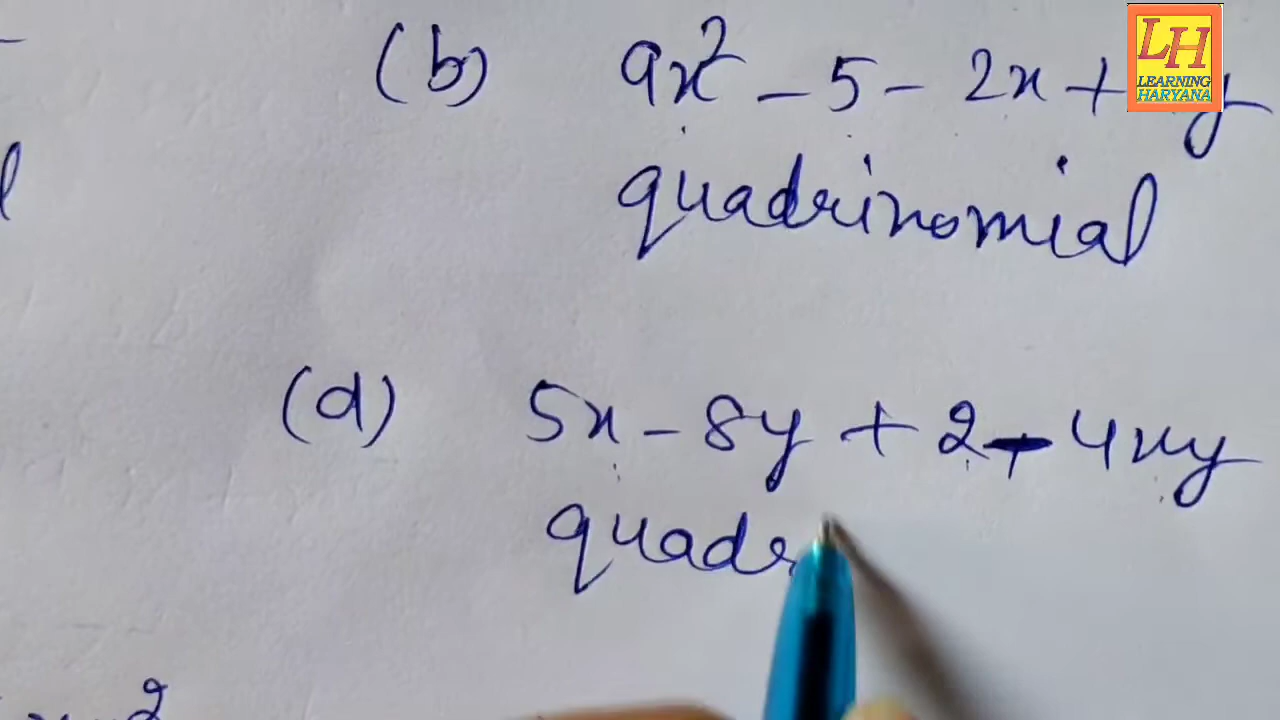 (b) 9x² - 5 - 2x + y
LH
LEARNING
HARYANA
quadrinomial
(d) 5x - 8y + 2 - 4xy
quadr